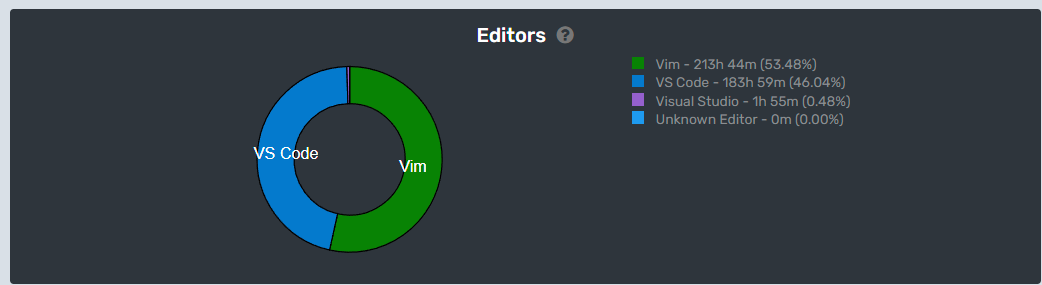 Editors ?
Vim - 213h 44m (53.48%)
VS Code - 183h 59m (46.04%)
Visual Studio - 1h 55m (0.48%)
Unknown Editor - 0m (0.00%)
VS Code
Vim